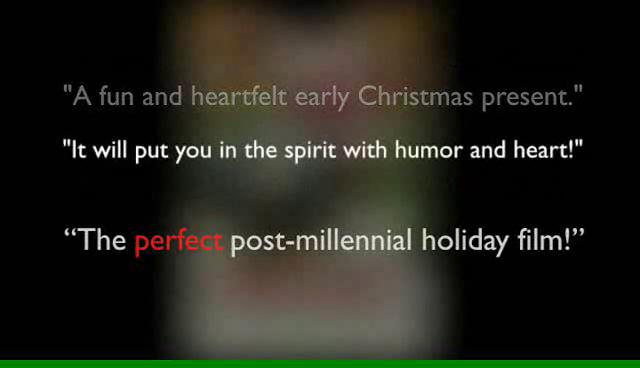 "A fun and heartfelt early Christmas present."
"It will put you in the spirit with humor and heart!"
“The perfect post-millennial holiday film!”